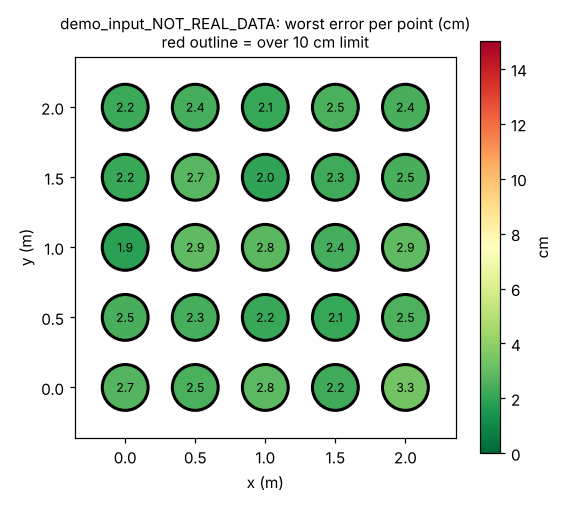 demo_input_NOT_REAL_DATA: worst error per point (cm)
red outline = over 10 cm limit
2.0
2.2 2.4 2.1 2.5 2.4
1.5
2.2 2.7 2.0 2.3 2.5
1.0
1.9 2.9 2.8 2.4 2.9
0.5
2.5 2.3 2.2 2.1 2.5
0.0
2.7 2.5 2.8 2.2 3.3
y (m)
0.0 0.5 1.0 1.5 2.0
x (m)
14
12
10
8
6
4
2
0
cm